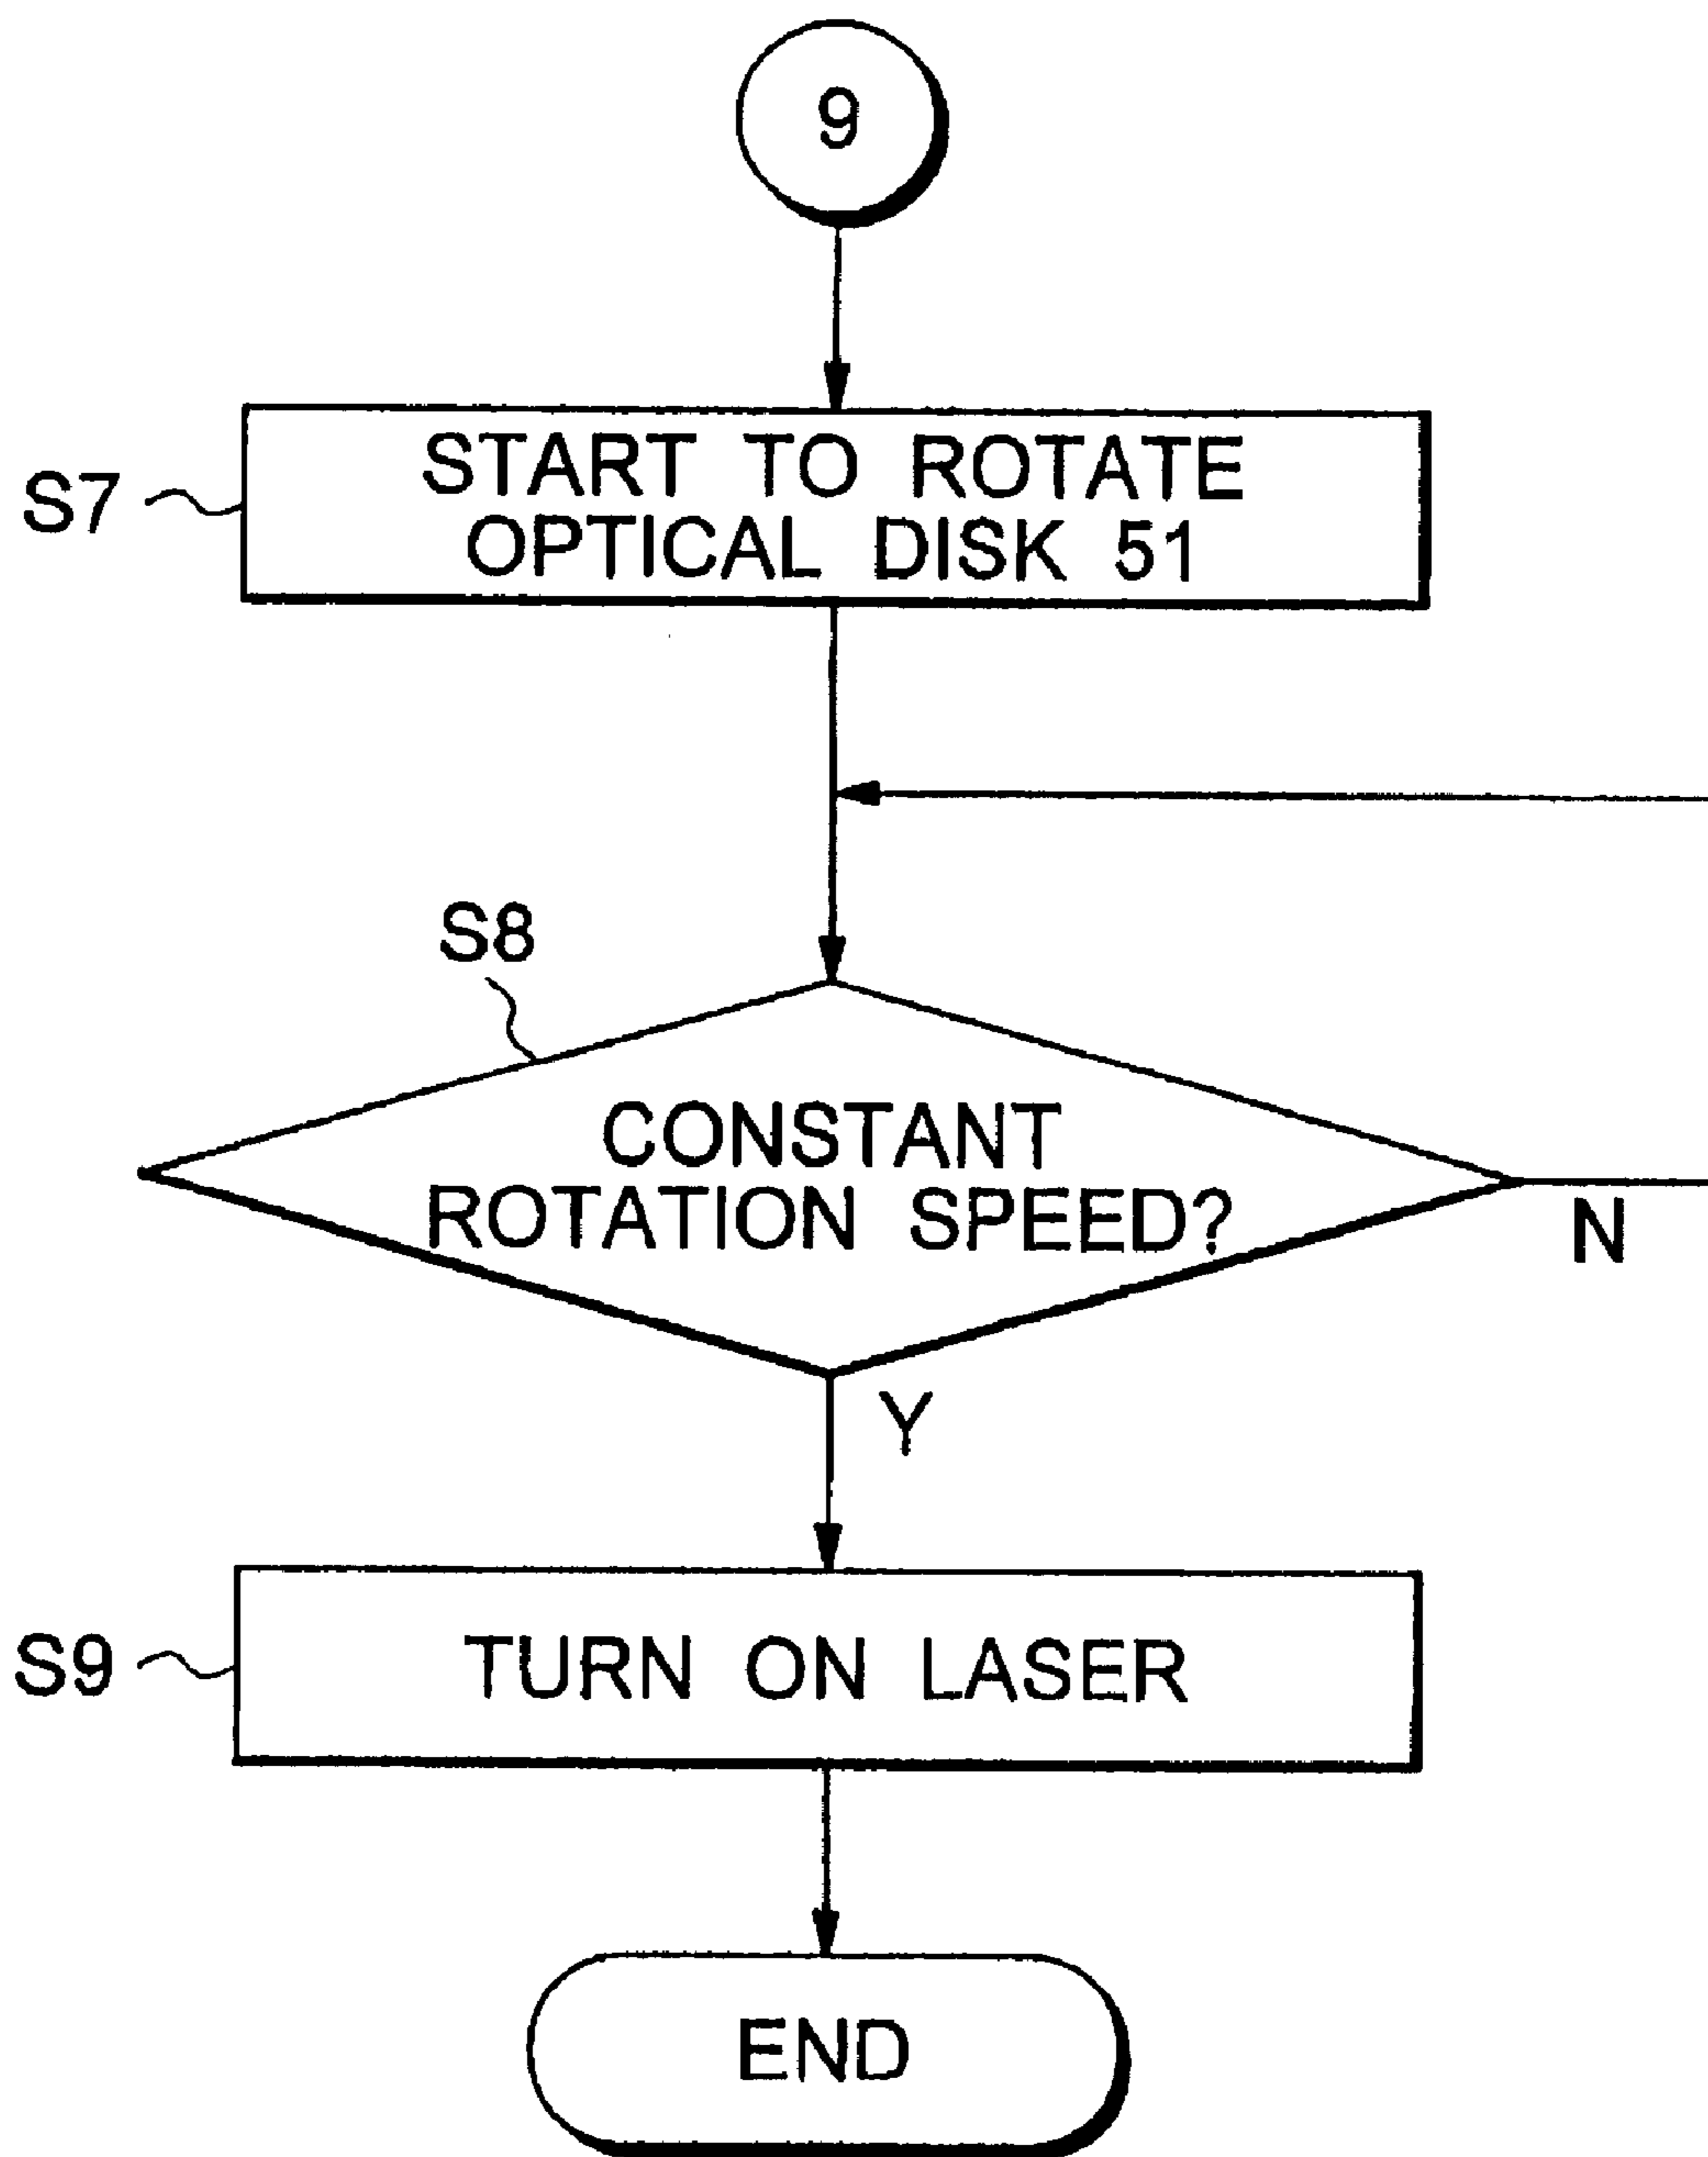 9
S7
START TO ROTATE
OPTICAL DISK 51
S8
CONSTANT
ROTATION SPEED?
N
Y
S9
TURN ON LASER
END